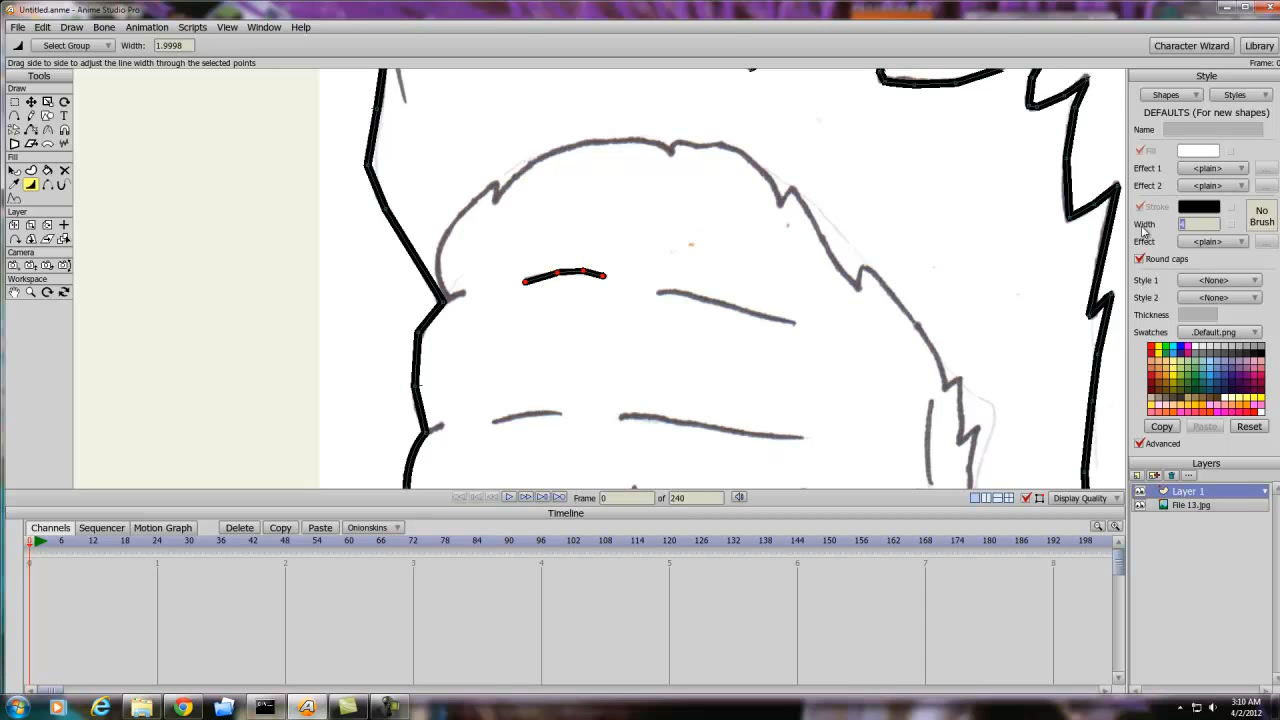 Untitled.anme - Anime Studio Pro
File Edit Draw Bone Animation Scripts View Window Help
Select Group Width: 1.9998 Character Wizard Library
Drag side to side to adjust the line width through the selected points Frame: 0
Tools
Draw
Fill
Layer
Camera
Workspace
Style
Shapes Styles
DEFAULTS (For new shapes)
Name
Fill
Effect 1 <plain>
Effect 2 <plain>
Stroke
No Brush
Width
Effect <plain>
Round caps
Style 1 <None>
Style 2 <None>
Thickness
Swatches .Default.png
Copy Paste Reset
Advanced
Layers
Layer 1
File 13.jpg
Frame 0 of 240 Display Quality
Timeline
Channels Sequencer Motion Graph Delete Copy Paste Onionskins
0 6 12 18 24 30 36 42 48 54 60 66 72 78 84 90 96 102 108 114 120 126 132 138 144 150 156 162 168 174 180 186 192 198
0 1 2 3 4 5 6 7 8
3:10 AM
4/2/2012